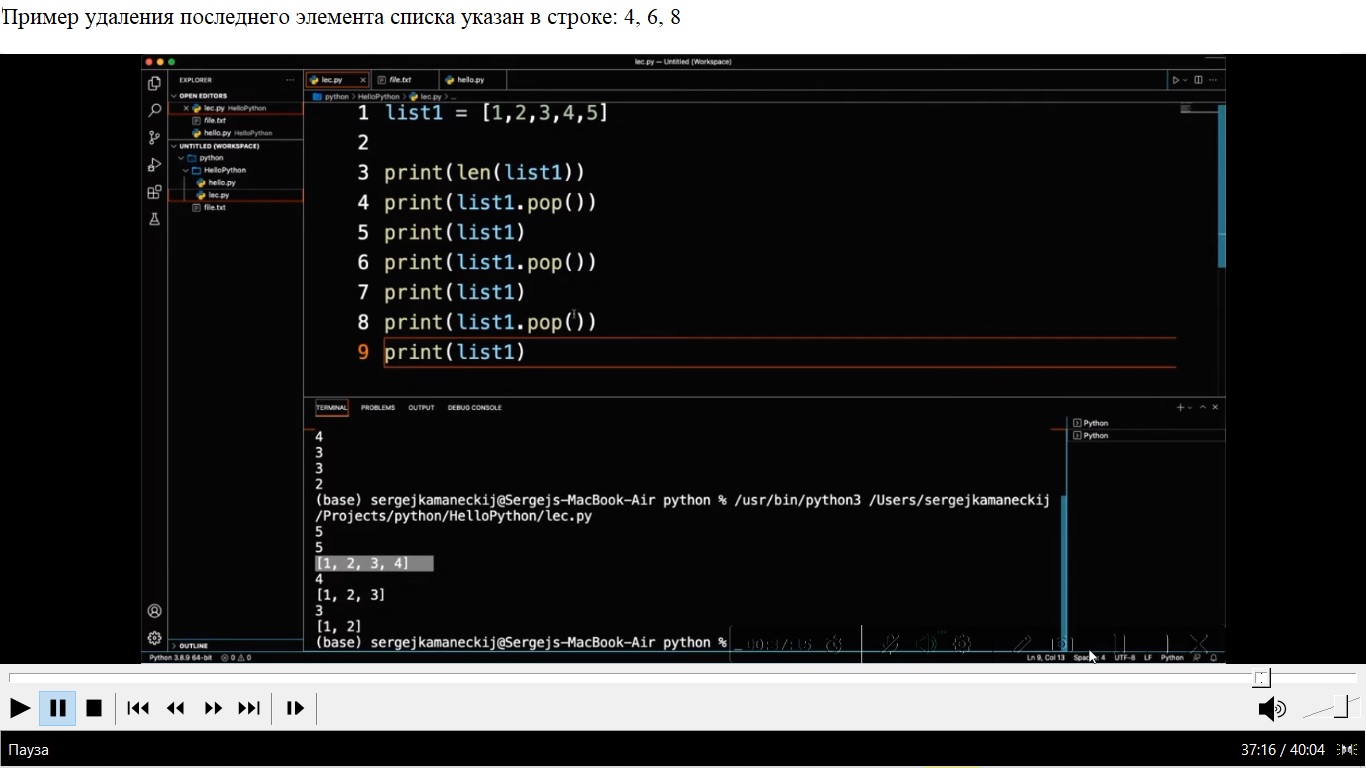 Пример удаления последнего элемента списка указан в строке: 4, 6, 8
lec.py — Untitled (Workspace)
EXPLORER
OPEN EDITORS
lec.py HelloPython
file.txt
hello.py HelloPython
UNTITLED (WORKSPACE)
python
HelloPython
hello.py
lec.py
file.txt
OUTLINE
lec.py
file.txt
hello.py
python > HelloPython > lec.py > ...
1 list1 = [1,2,3,4,5]
2
3 print(len(list1))
4 print(list1.pop())
5 print(list1)
6 print(list1.pop())
7 print(list1)
8 print(list1.pop())
9 print(list1)
TERMINAL PROBLEMS OUTPUT DEBUG CONSOLE
4
3
3
2
(base) sergejkamaneckij@Sergejs-MacBook-Air python % /usr/bin/python3 /Users/sergejkamaneckij
/Projects/python/HelloPython/lec.py
5
5
[1, 2, 3, 4]
4
[1, 2, 3]
3
[1, 2]
(base) sergejkamaneckij@Sergejs-MacBook-Air python %
Python
Python
Python 3.8.9 64-bit 0 0
Ln 9, Col 13 4 UTF-8 LF Python
Пауза
37:16 / 40:04